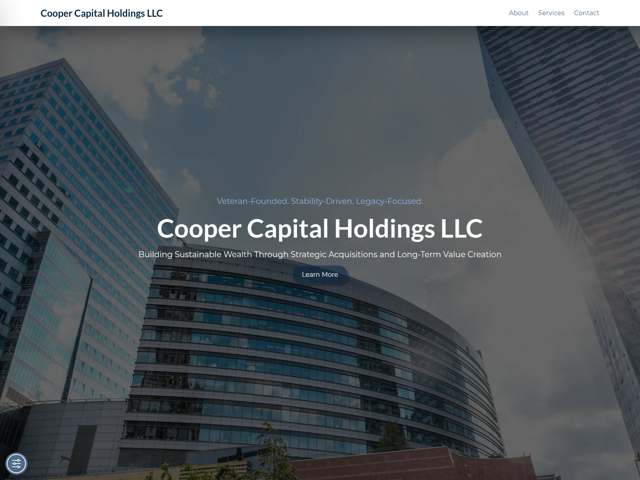 Cooper Capital Holdings LLC
About Services Contact
Veteran-Founded. Stability-Driven. Legacy-Focused.
Cooper Capital Holdings LLC
Building Sustainable Wealth Through Strategic Acquisitions and Long-Term Value Creation
Learn More